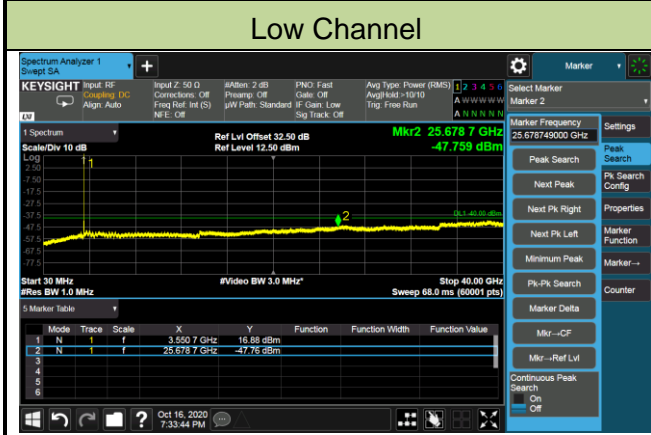 Low Channel
Spectrum Analyzer 1
Swept SA
+
Marker
KEYSIGHT
Input: RF
Coupling: DC
Align: Auto
Input Z: 50 Ω
Corrections: Off
Freq Ref: Int (S)
NFE: Off
#Atten: 2 dB
Preamp: Off
µW Path: Standard
PNO: Fast
Gate: Off
IF Gain: Low
Sig Track: Off
Avg Type: Power (RMS)
Avg|Hold:>10/10
Trig: Free Run
1 2 3 4 5 6
A W W W W W
A N N N N N
LXI
Select Marker
Marker 2
Marker Frequency
25.678749000 GHz
Peak Search
Next Peak
Next Pk Right
Next Pk Left
Minimum Peak
Pk-Pk Search
Marker Delta
Mkr→CF
Mkr→Ref Lvl
Continuous Peak
Search
On
Off
Settings
Peak
Search
Pk Search
Config
Properties
Marker
Function
Marker→
Counter
1 Spectrum
Scale/Div 10 dB
Ref Lvl Offset 32.50 dB
Ref Level 12.50 dBm
Mkr2 25.678 7 GHz
-47.759 dBm
Log
2.50
-7.50
-17.5
-27.5
-37.5
-47.5
-57.5
-67.5
-77.5
1
2
DL1 -40.00 dBm
Start 30 MHz
#Video BW 3.0 MHz*
Stop 40.00 GHz
#Res BW 1.0 MHz
Sweep 68.0 ms (60001 pts)
5 Marker Table
Mode Trace Scale X Y Function Function Width Function Value
1 N 1 f 3.550 7 GHz 16.88 dBm
2 N 1 f 25.678 7 GHz -47.76 dBm
3
4
5
6
?
Oct 16, 2020
7:33:44 PM